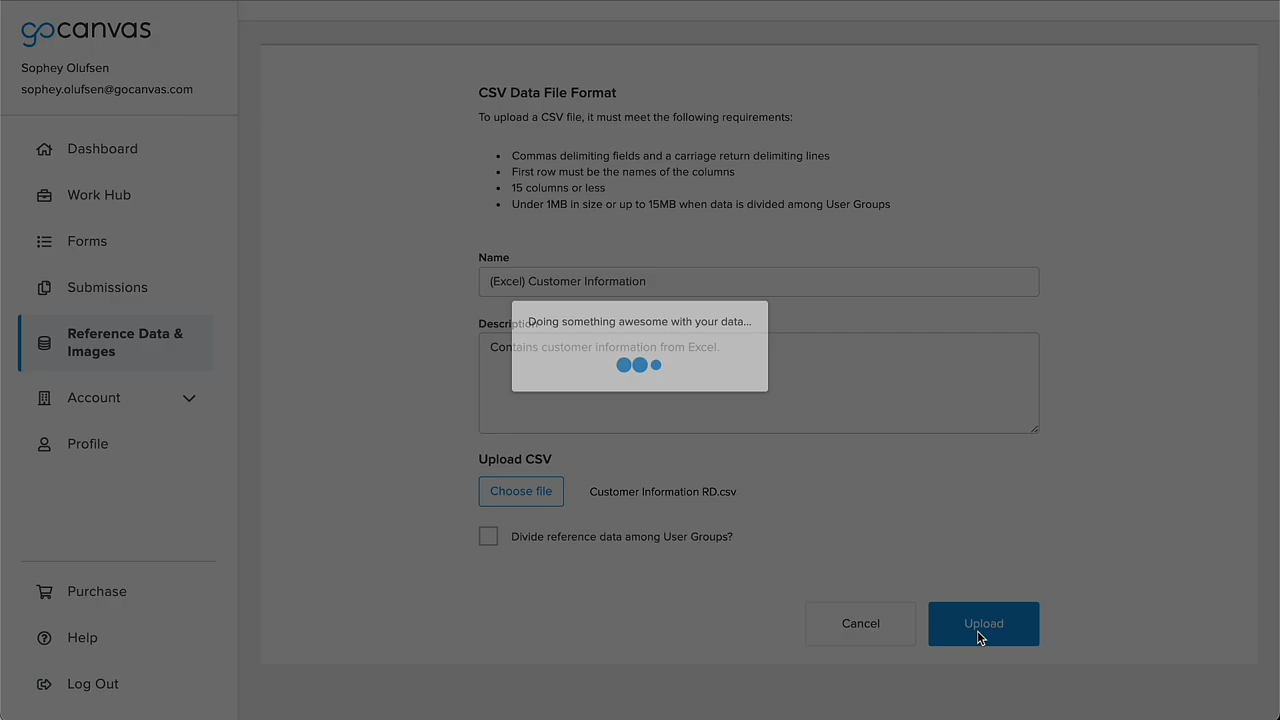 gocanvas
Sophey Olufsen
sophey.olufsen@gocanvas.com
Dashboard
Work Hub
Forms
Submissions
Reference Data &
Images
Account
Profile
Purchase
Help
Log Out
CSV Data File Format
To upload a CSV file, it must meet the following requirements:
• Commas delimiting fields and a carriage return delimiting lines
• First row must be the names of the columns
• 15 columns or less
• Under 1MB in size or up to 15MB when data is divided among User Groups
Name
(Excel) Customer Information
Description
Doing something awesome with your data...
Contains customer information from Excel.
Upload CSV
Choose file
Customer Information RD.csv
Divide reference data among User Groups?
Cancel
Upload